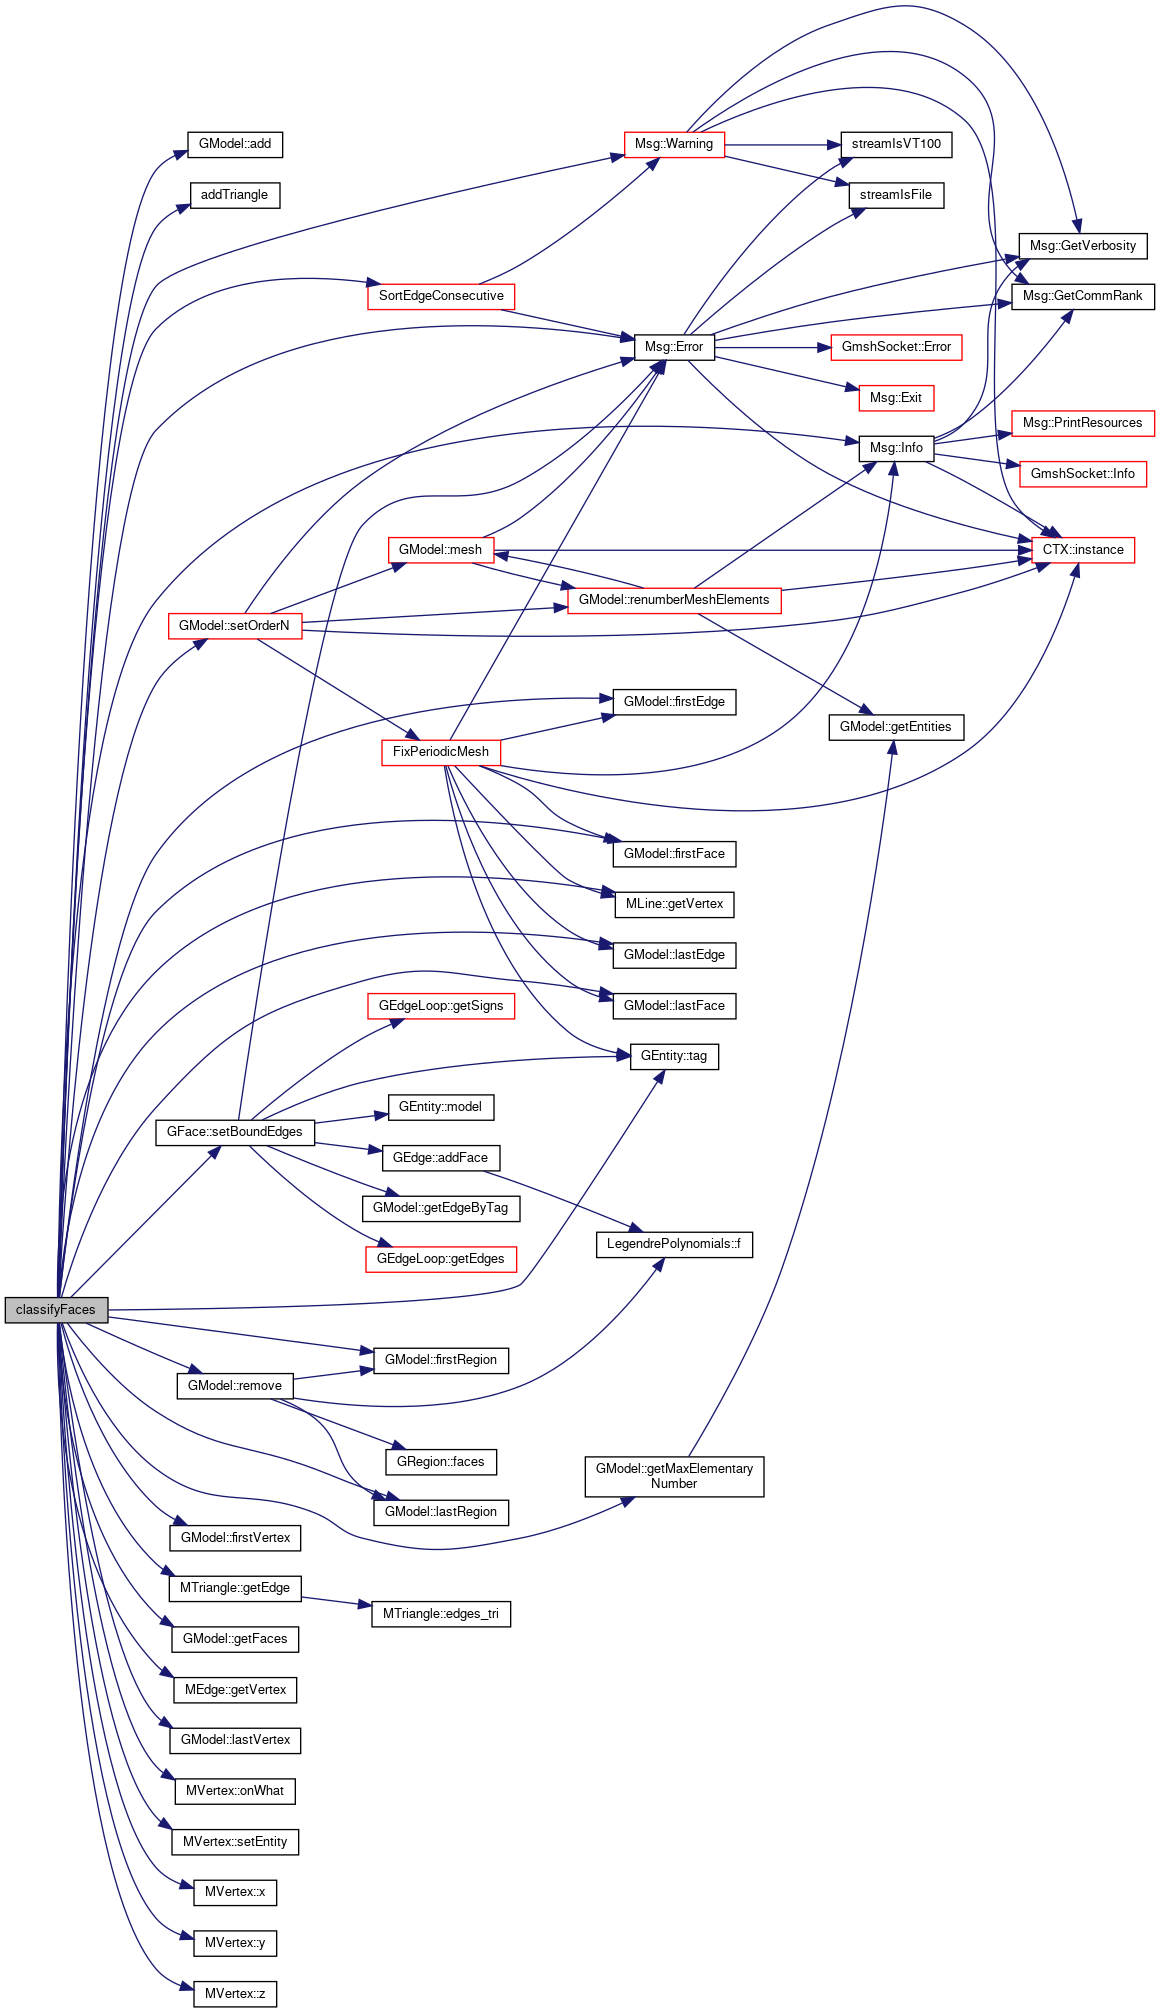 GModel::add
Msg::Warning
streamIsVT100
addTriangle
streamIsFile
Msg::GetVerbosity
SortEdgeConsecutive
Msg::GetCommRank
Msg::Error
GmshSocket::Error
Msg::Exit
Msg::PrintResources
Msg::Info
GmshSocket::Info
GModel::mesh
CTX::instance
GModel::renumberMeshElements
GModel::setOrderN
GModel::firstEdge
GModel::getEntities
FixPeriodicMesh
GModel::firstFace
MLine::getVertex
GModel::lastEdge
GEdgeLoop::getSigns
GModel::lastFace
GEntity::tag
GEntity::model
GFace::setBoundEdges
GEdge::addFace
GModel::getEdgeByTag
LegendrePolynomials::f
GEdgeLoop::getEdges
classifyFaces
GModel::firstRegion
GModel::remove
GRegion::faces
GModel::getMaxElementary
Number
GModel::lastRegion
GModel::firstVertex
MTriangle::getEdge
MTriangle::edges_tri
GModel::getFaces
MEdge::getVertex
GModel::lastVertex
MVertex::onWhat
MVertex::setEntity
MVertex::x
MVertex::y
MVertex::z